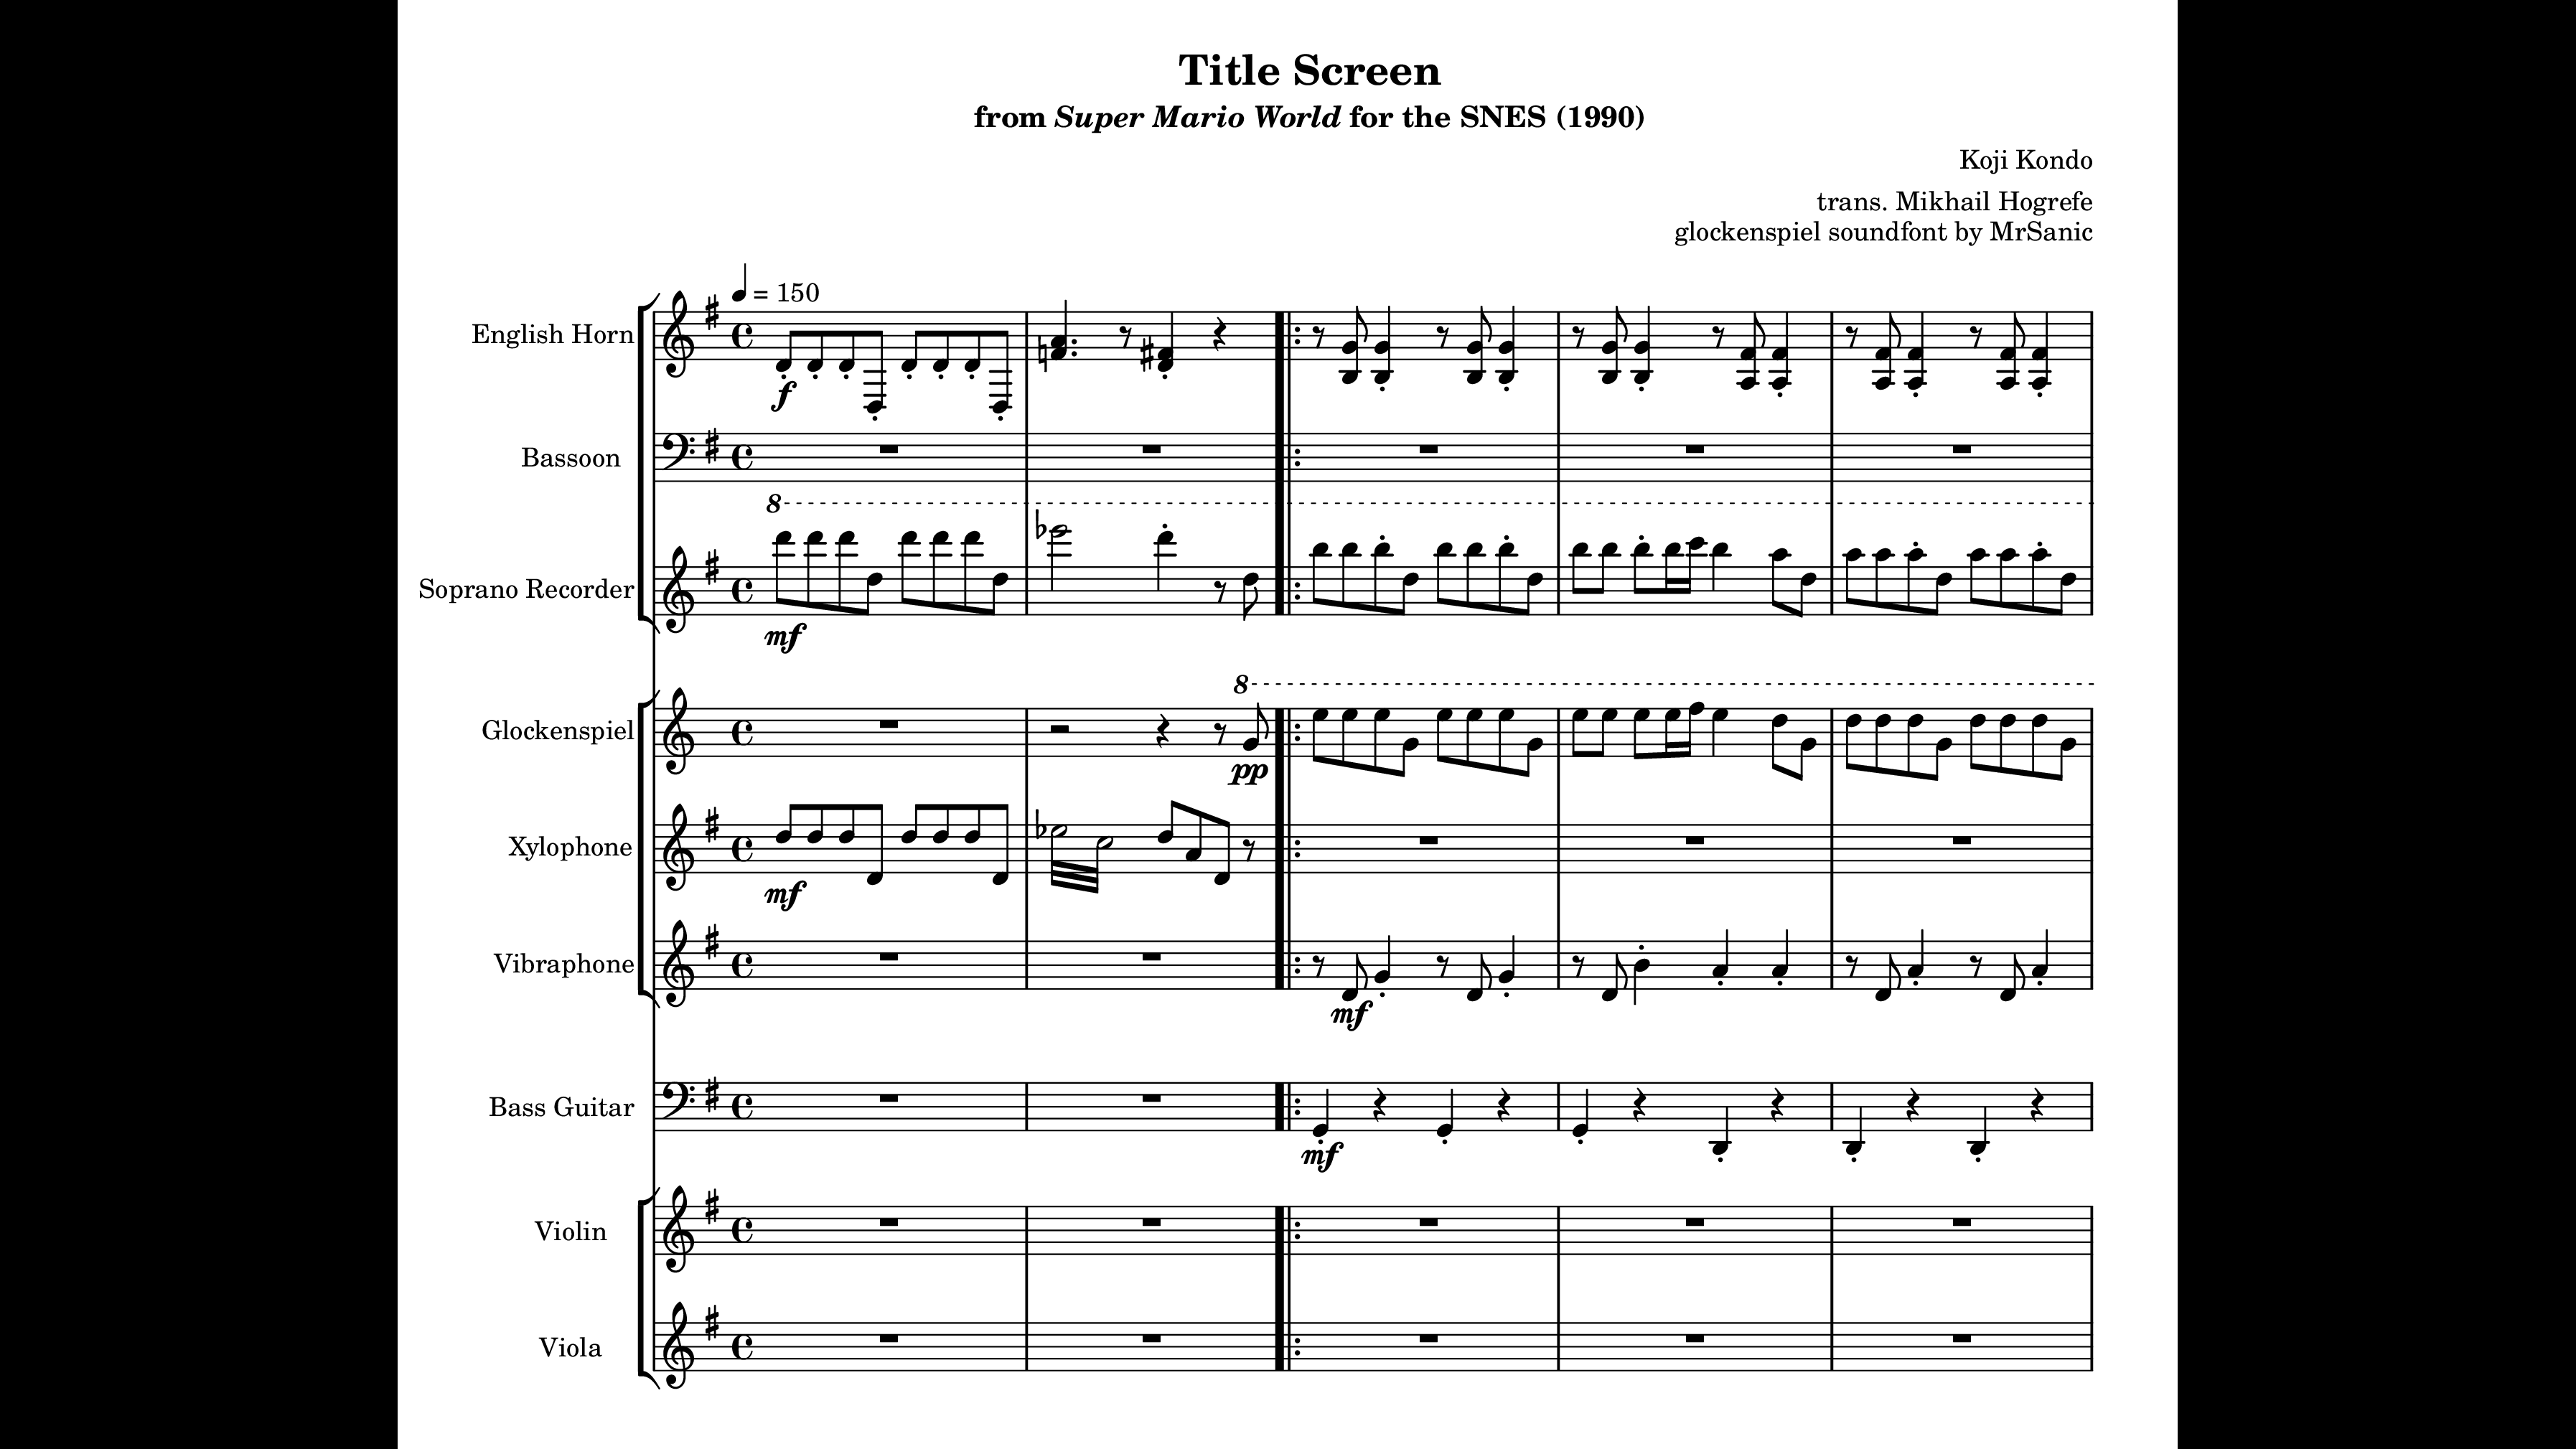 Title Screen
from Super Mario World for the SNES (1990)
Koji Kondo
trans. Mikhail Hogrefe
glockenspiel soundfont by MrSanic
= 150
English Horn
f
Bassoon
8
Soprano Recorder
mf
8
Glockenspiel
pp
Xylophone
mf
Vibraphone
mf
Bass Guitar
mf
Violin
Viola